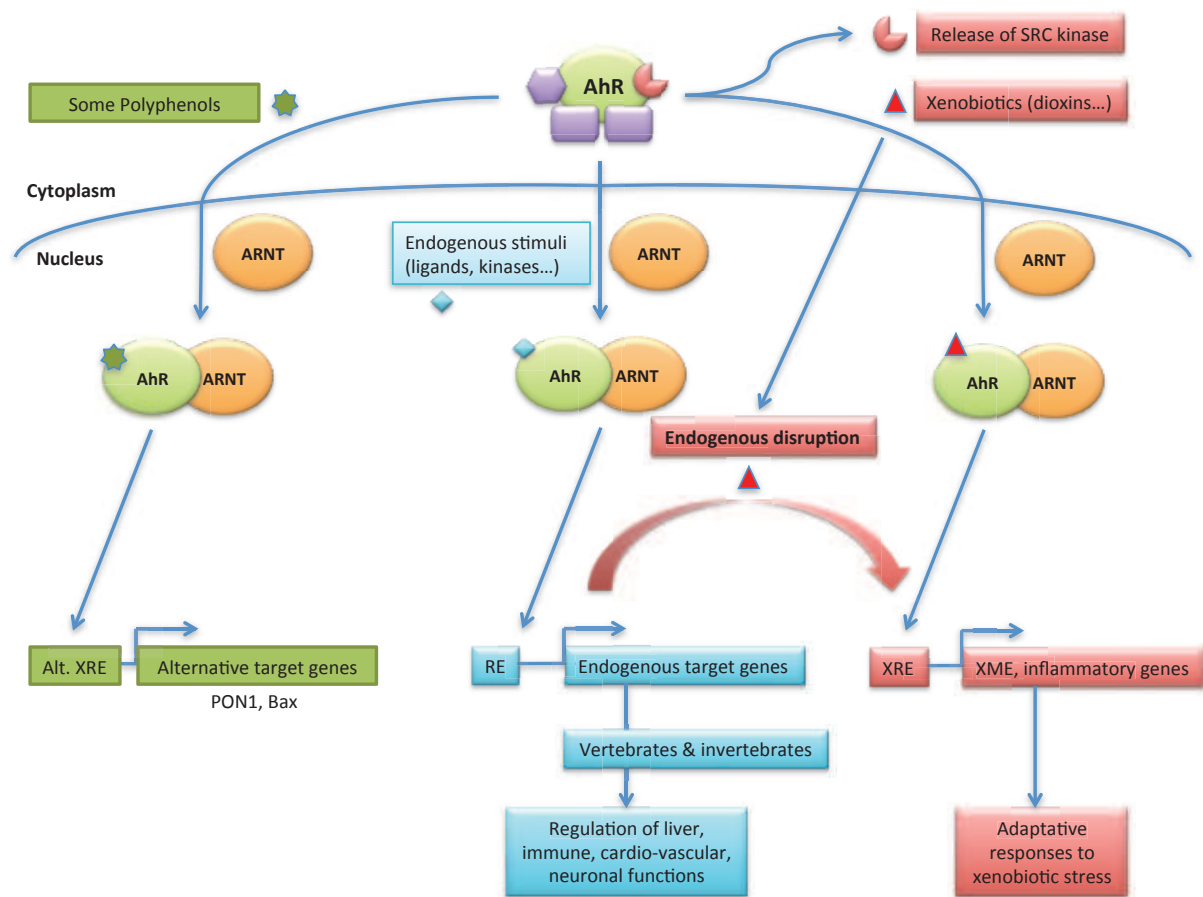 Release of SRC kinase
Some Polyphenols
AhR
Xenobiotics (dioxins...)
Cytoplasm
Nucleus
ARNT
Endogenous stimuli
(ligands, kinases...)
ARNT
ARNT
AhR
ARNT
AhR
ARNT
AhR
ARNT
Endogenous disruption
Alt. XRE
Alternative target genes
PON1, Bax
RE
Endogenous target genes
XRE
XME, inflammatory genes
Vertebrates & invertebrates
Regulation of liver,
immune, cardio-vascular,
neuronal functions
Adaptative
responses to
xenobiotic stress